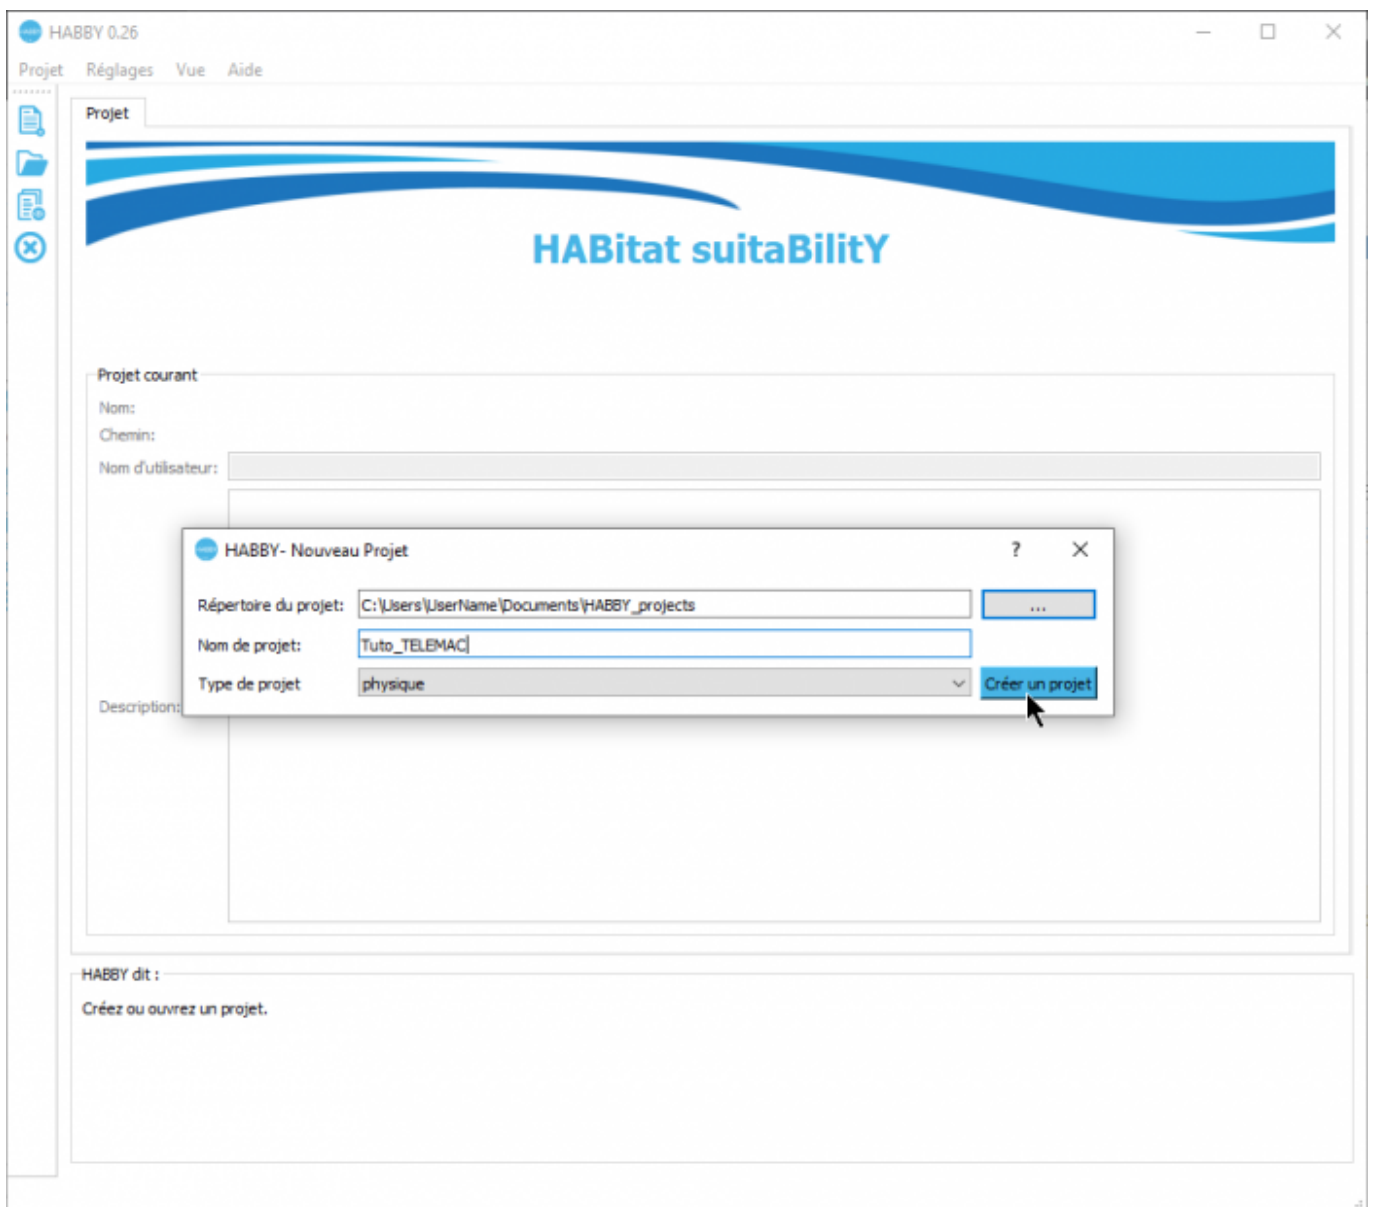 HABBY 0.26
Projet Réglages Vue Aide
Projet
HABitat suitaBilitY
Projet courant
Nom:
Chemin:
Nom d'utilisateur:
HABBY- Nouveau Projet
Répertoire du projet: C:\Users\UserName\Documents\HABBY_projects ...
Nom de projet: Tuto_TELEMAC
Type de projet physique Créer un projet
Description:
HABBY dit :
Créez ou ouvrez un projet.